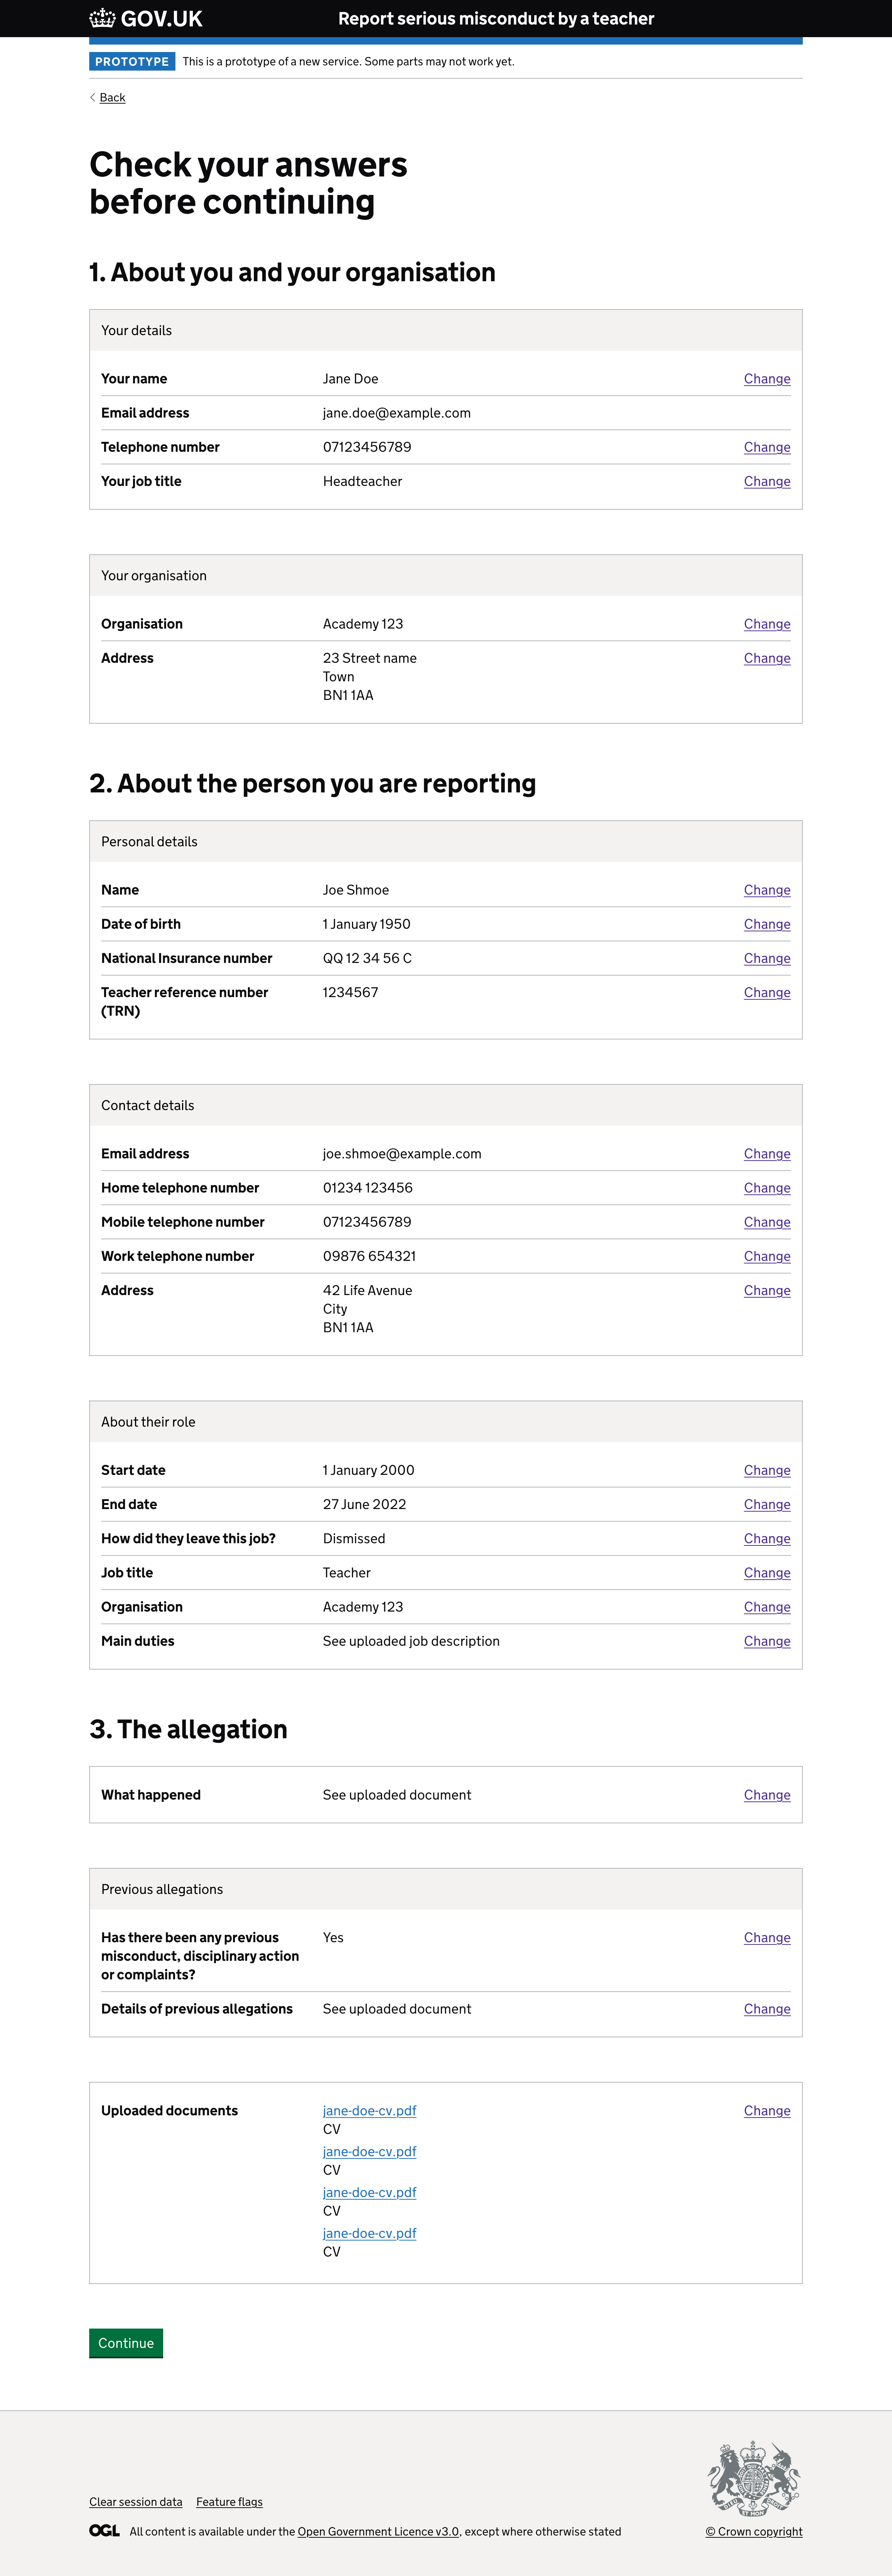 GOV.UK
Report serious misconduct by a teacher
PROTOTYPE This is a prototype of a new service. Some parts may not work yet.
Back
Check your answers
before continuing
1. About you and your organisation
Your details
Your name Jane Doe Change
Email address jane.doe@example.com
Telephone number 07123456789 Change
Your job title Headteacher Change
Your organisation
Organisation Academy 123 Change
Address 23 Street name Change
Town
BN1 1AA
2. About the person you are reporting
Personal details
Name Joe Shmoe Change
Date of birth 1 January 1950 Change
National Insurance number QQ 12 34 56 C Change
Teacher reference number 1234567 Change
(TRN)
Contact details
Email address joe.shmoe@example.com Change
Home telephone number 01234 123456 Change
Mobile telephone number 07123456789 Change
Work telephone number 09876 654321 Change
Address 42 Life Avenue Change
City
BN1 1AA
About their role
Start date 1 January 2000 Change
End date 27 June 2022 Change
How did they leave this job? Dismissed Change
Job title Teacher Change
Organisation Academy 123 Change
Main duties See uploaded job description Change
3. The allegation
What happened See uploaded document Change
Previous allegations
Has there been any previous Yes Change
misconduct, disciplinary action
or complaints?
Details of previous allegations See uploaded document Change
Uploaded documents jane-doe-cv.pdf Change
CV
jane-doe-cv.pdf
CV
jane-doe-cv.pdf
CV
jane-doe-cv.pdf
CV
Continue
Clear session data Feature flags
OGL All content is available under the Open Government Licence v3.0, except where otherwise stated
© Crown copyright